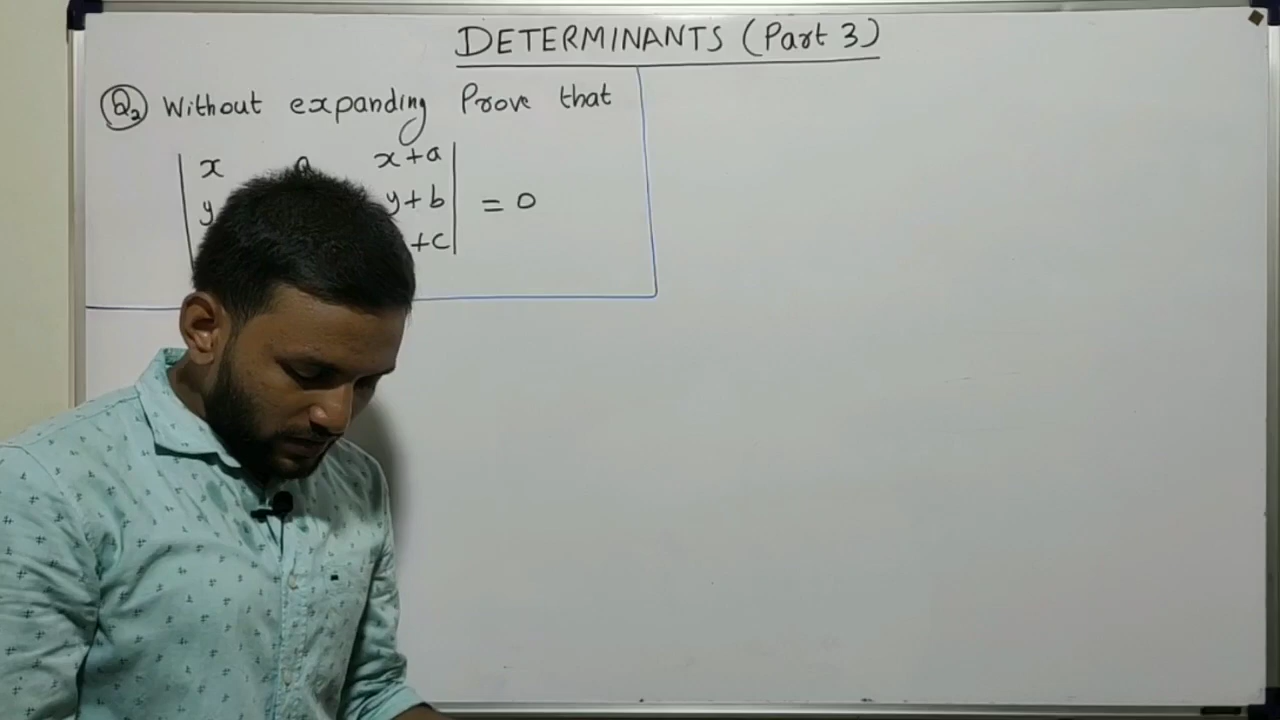 DETERMINANTS (Part 3)
Q2 Without expanding Prove that
x x+a
y y+b = 0
+c